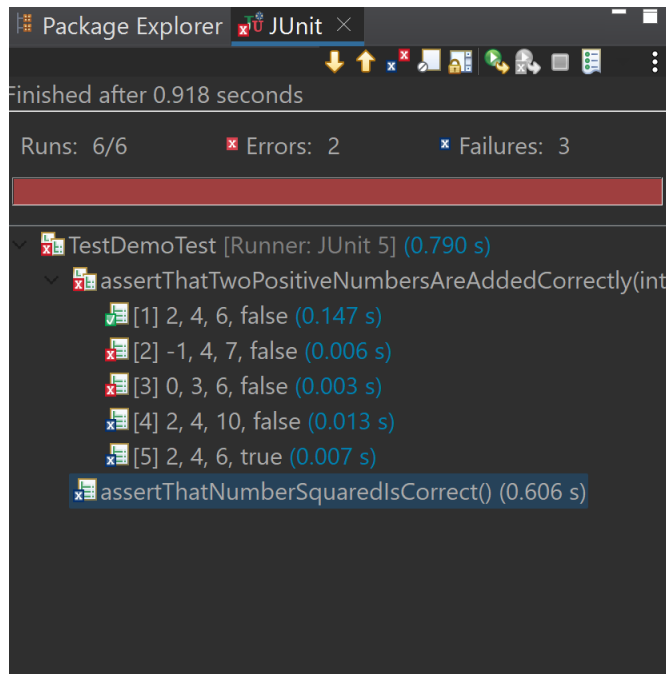 Package Explorer JUnit
Finished after 0.918 seconds
Runs: 6/6 Errors: 2 Failures: 3
TestDemoTest [Runner: JUnit 5] (0.790 s)
assertThatTwoPositiveNumbersAreAddedCorrectly(int
[1] 2, 4, 6, false (0.147 s)
[2] -1, 4, 7, false (0.006 s)
[3] 0, 3, 6, false (0.003 s)
[4] 2, 4, 10, false (0.013 s)
[5] 2, 4, 6, true (0.007 s)
assertThatNumberSquaredIsCorrect() (0.606 s)